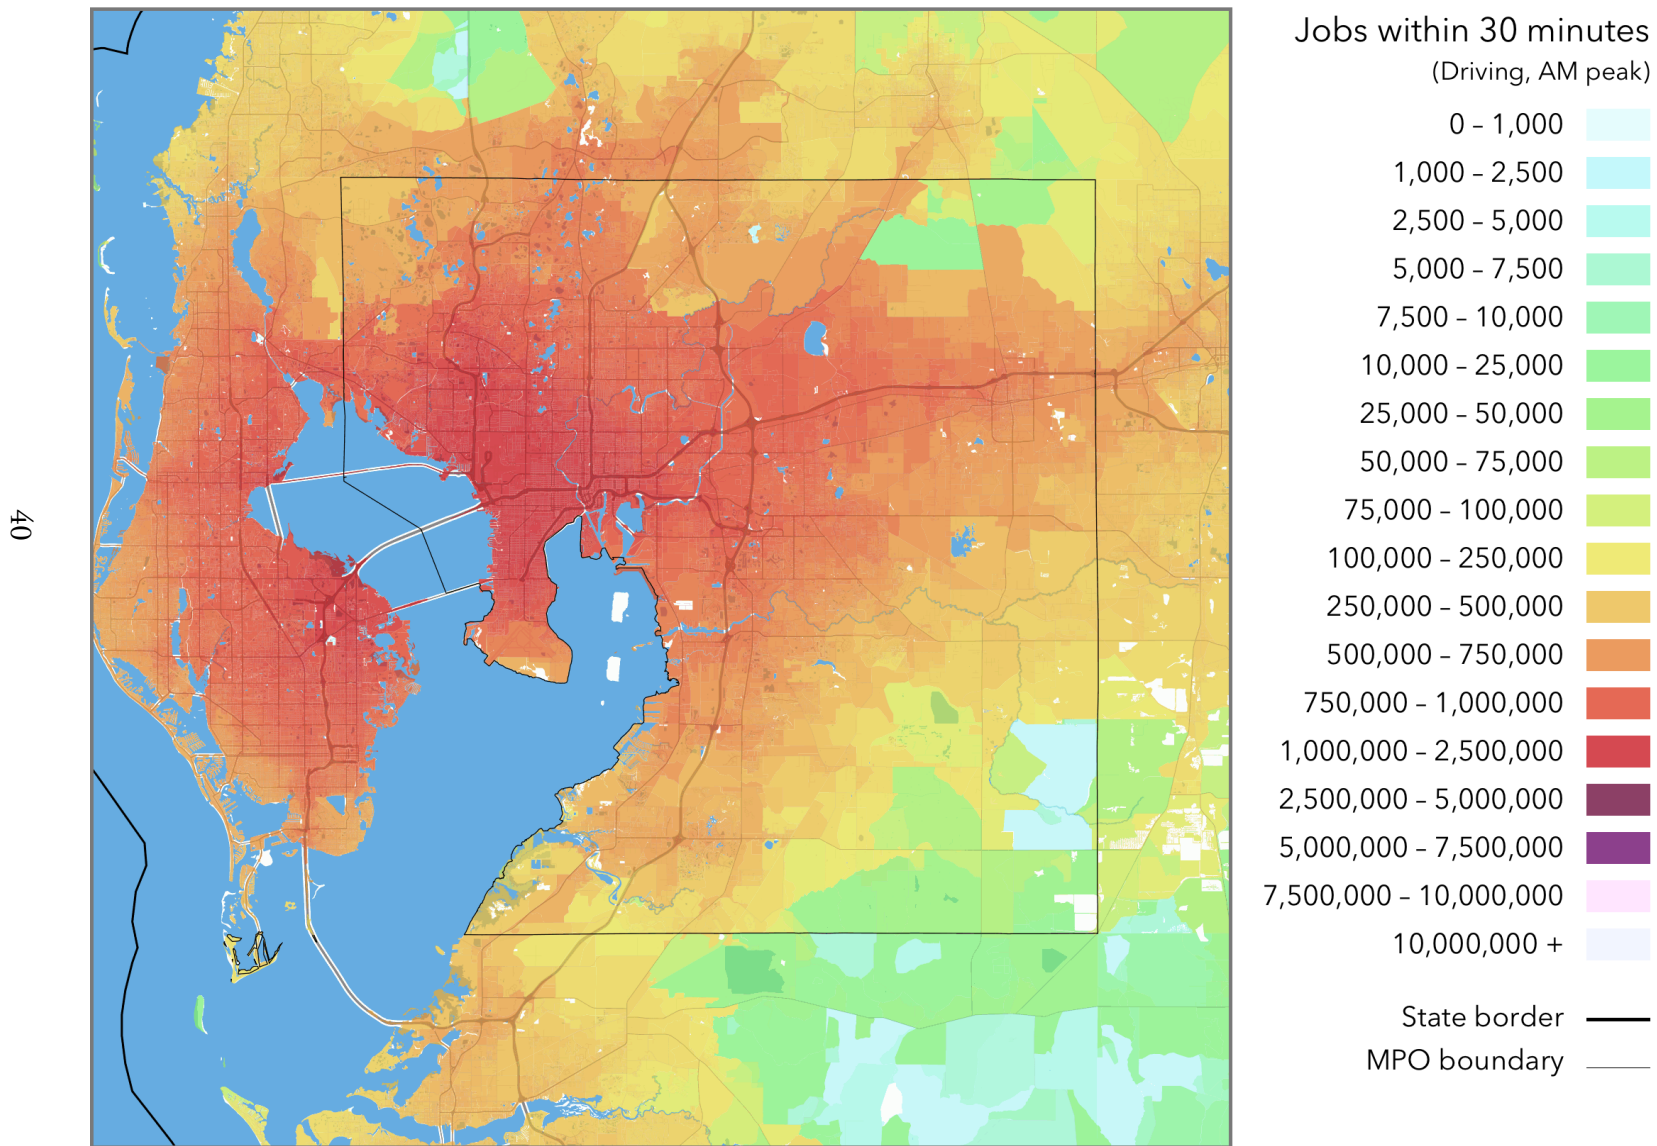 Jobs within 30 minutes
(Driving, AM peak)
0 – 1,000
1,000 – 2,500
2,500 – 5,000
5,000 – 7,500
7,500 – 10,000
10,000 – 25,000
25,000 – 50,000
50,000 – 75,000
75,000 – 100,000
100,000 – 250,000
250,000 – 500,000
500,000 – 750,000
750,000 – 1,000,000
1,000,000 – 2,500,000
2,500,000 – 5,000,000
5,000,000 – 7,500,000
7,500,000 – 10,000,000
10,000,000 +
State border
MPO boundary
40